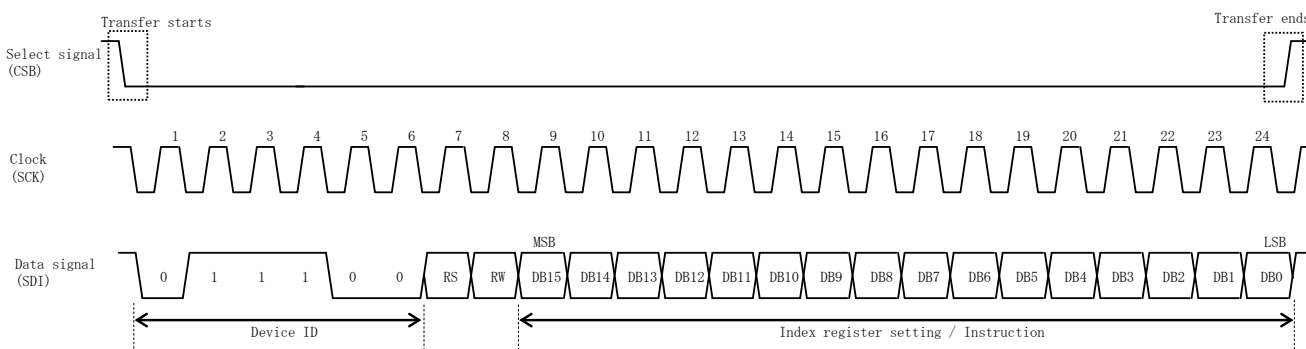 Transfer starts
Transfer ends
Select signal
(CSB)
1 2 3 4 5 6 7 8 9 10 11 12 13 14 15 16 17 18 19 20 21 22 23 24
Clock
(SCK)
MSB LSB
Data signal
(SDI)
0 1 1 1 0 0 RS RW DB15 DB14 DB13 DB12 DB11 DB10 DB9 DB8 DB7 DB6 DB5 DB4 DB3 DB2 DB1 DB0
Device ID Index register setting / Instruction